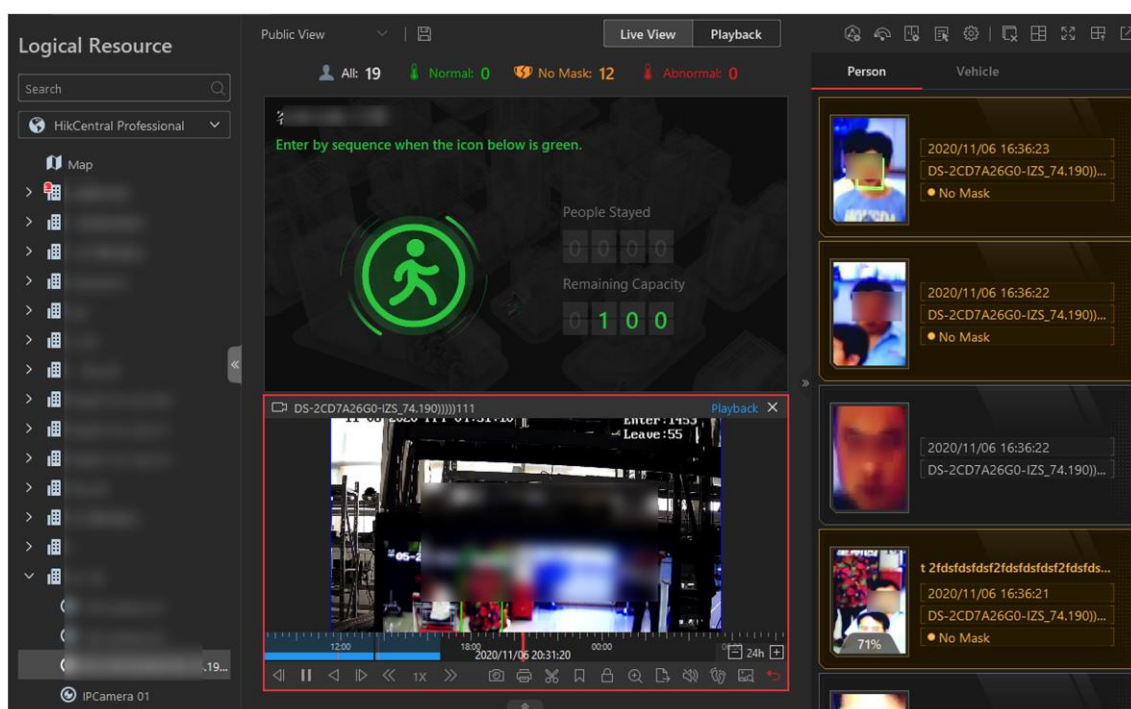 Logical Resource
Search
HikCentral Professional
Map
.19...
IPCamera 01
Public View
Live View
Playback
All: 19
Normal: 0
No Mask: 12
Abnormal: 0
Enter by sequence when the icon below is green.
People Stayed
0 0 0 0
Remaining Capacity
0 1 0 0
DS-2CD7A26G0-IZS_74.190)))))111
Playback
Enter:1453
Leave:55
12:00
18:00
00:00
2020/11/06 20:31:20
24h
1X
Person
Vehicle
2020/11/06 16:36:23
DS-2CD7A26G0-IZS_74.190))...
No Mask
2020/11/06 16:36:22
DS-2CD7A26G0-IZS_74.190))...
No Mask
2020/11/06 16:36:22
DS-2CD7A26G0-IZS_74.190))...
t 2fdsfdsfdsf2fdsfdsfdsf2fdsfds...
2020/11/06 16:36:21
DS-2CD7A26G0-IZS_74.190))...
No Mask
71%